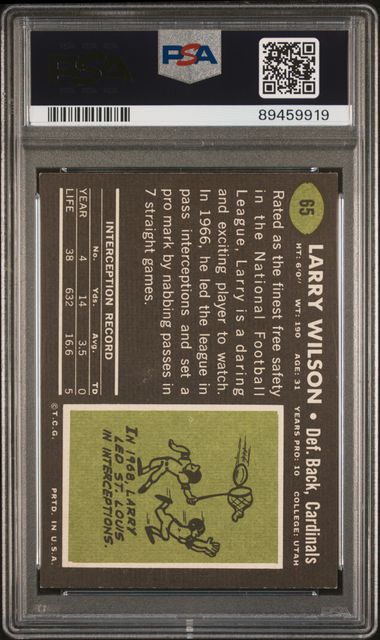 PSA
PSA
89459919
65
LARRY WILSON • Def. Back, Cardinals
HT: 6'0" WT: 190 AGE: 31 YEARS PRO: 10 COLLEGE: UTAH
Rated as the finest free safety
in the National Football
League, Larry is a daring
and exciting player to watch.
In 1966, he led the league in
pass interceptions and set a
pro mark by nabbing passes in
7 straight games.
INTERCEPTION RECORD
No. Yds. Avg. TD
YEAR 4 14 3.5 0
LIFE 38 632 16.6 5
IN 1968, LARRY
LED ST. LOUIS
IN INTERCEPTIONS.
© T.C.G. PRTD. IN U.S.A.